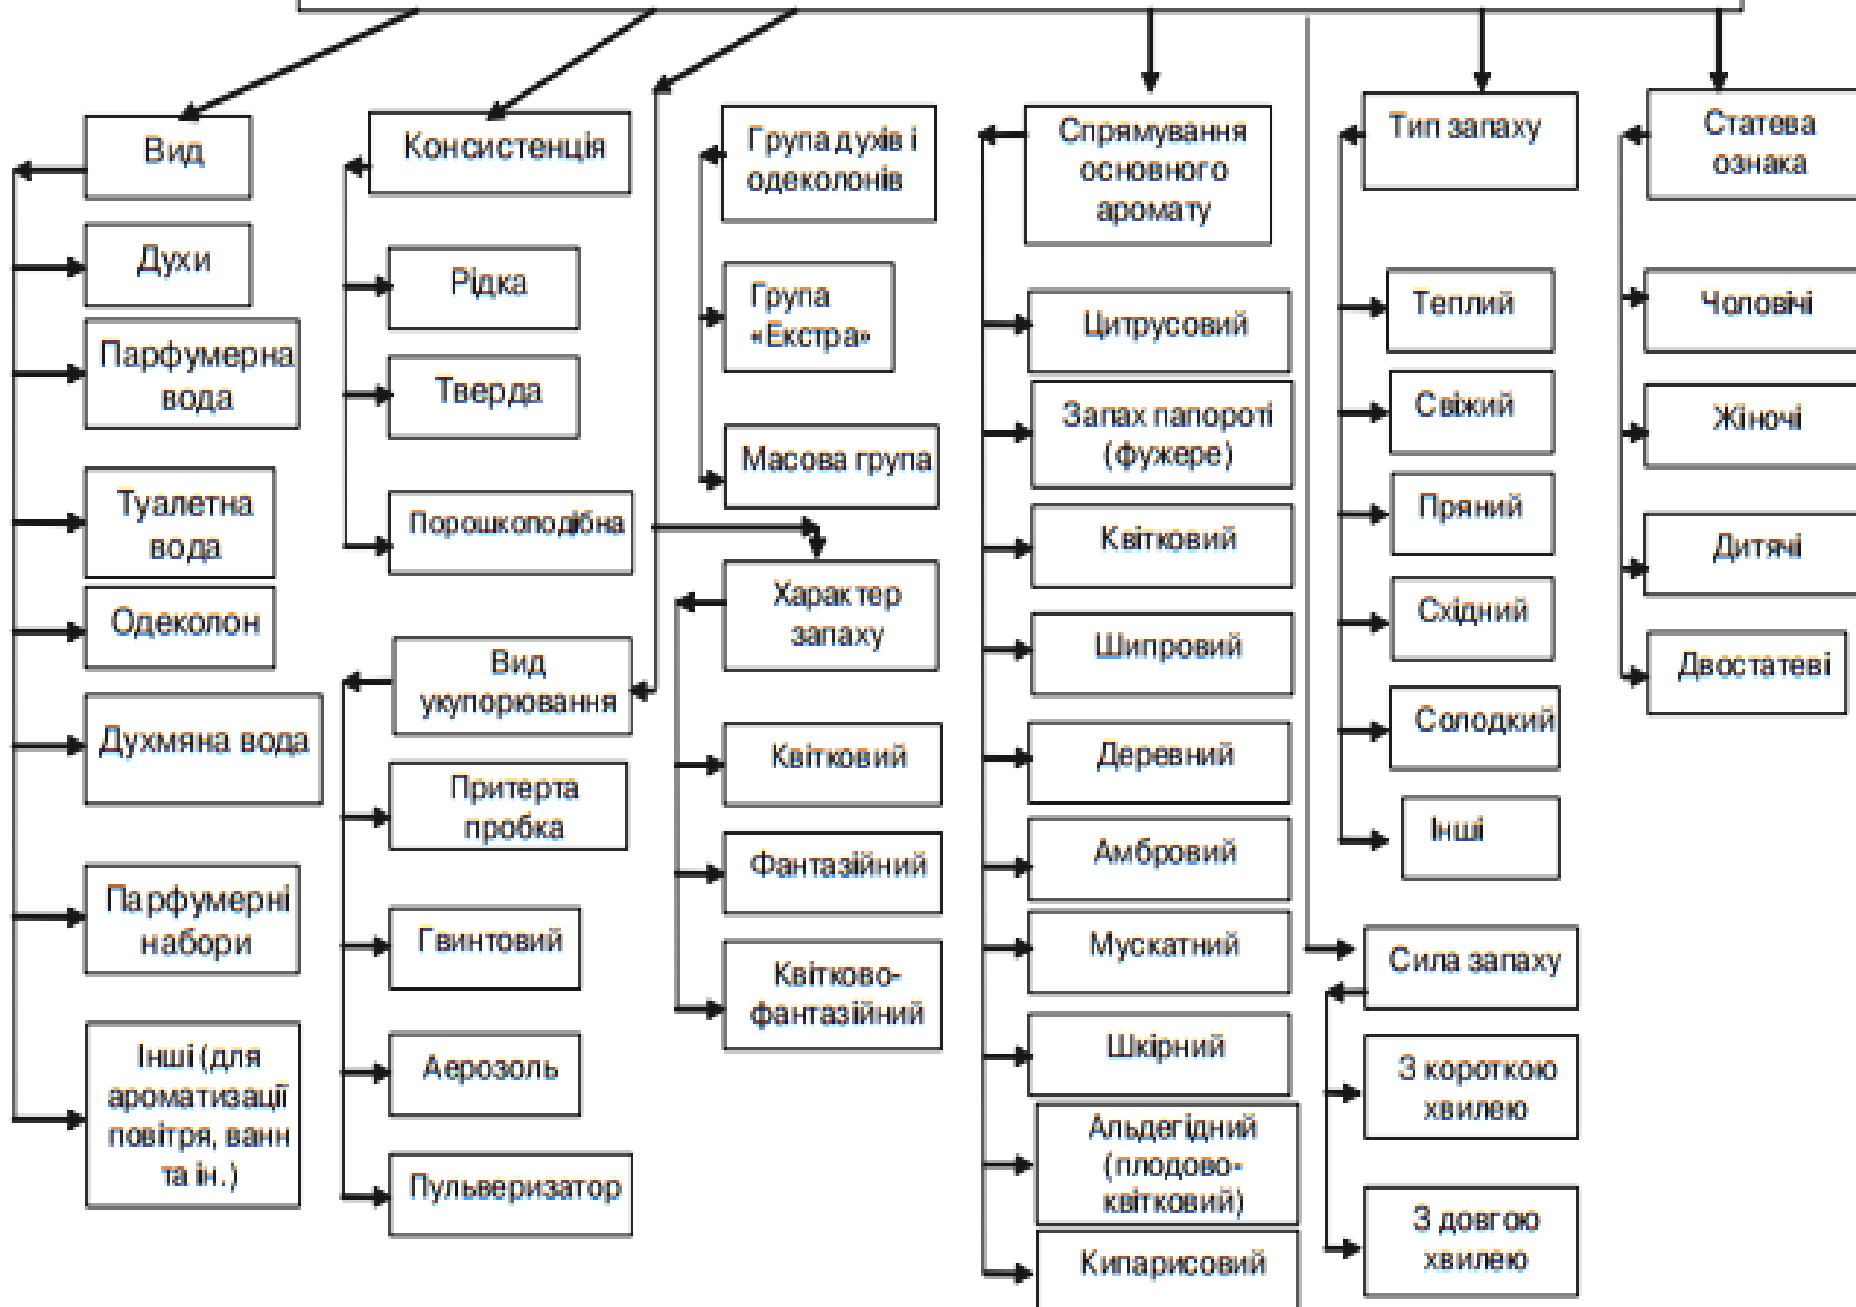 Вид
Духи
Парфумерна
вода
Туалетна
вода
Одеколон
Духмяна вода
Парфумерні
набори
Інші (для
ароматизації
повітря, ванн
та ін.)
Консистенція
Рідка
Тверда
Порошкоподібна
Вид
укупорювання
Притерта
пробка
Гвинтовий
Аерозоль
Пульверизатор
Група духів і
одеколонів
Група
«Екстра»
Масова група
Характер
запаху
Квітковий
Фантазійний
Квітково-
фантазійний
Спрямування
основного
аромату
Цитрусовий
Запах папороті
(фужере)
Квітковий
Шипровий
Деревний
Амбровий
Мускатний
Шкірний
Альдегідний
(плодово-
квітковий)
Кипарисовий
Тип запаху
Теплий
Свіжий
Пряний
Східний
Солодкий
Інші
Сила запаху
З короткою
хвилею
З довгою
хвилею
Статева
ознака
Чоловічі
Жіночі
Дитячі
Двостатеві